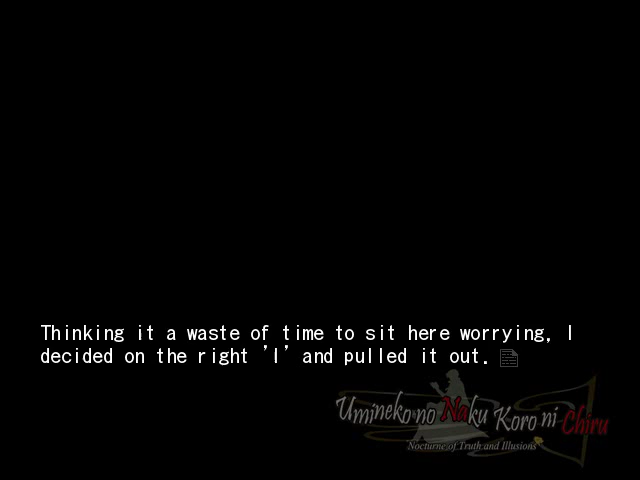 Thinking it a waste of time to sit here worrying, I
decided on the right 'I' and pulled it out.
Umineko no Naku Koro ni Chiru
Nocturne of Truth and Illusions